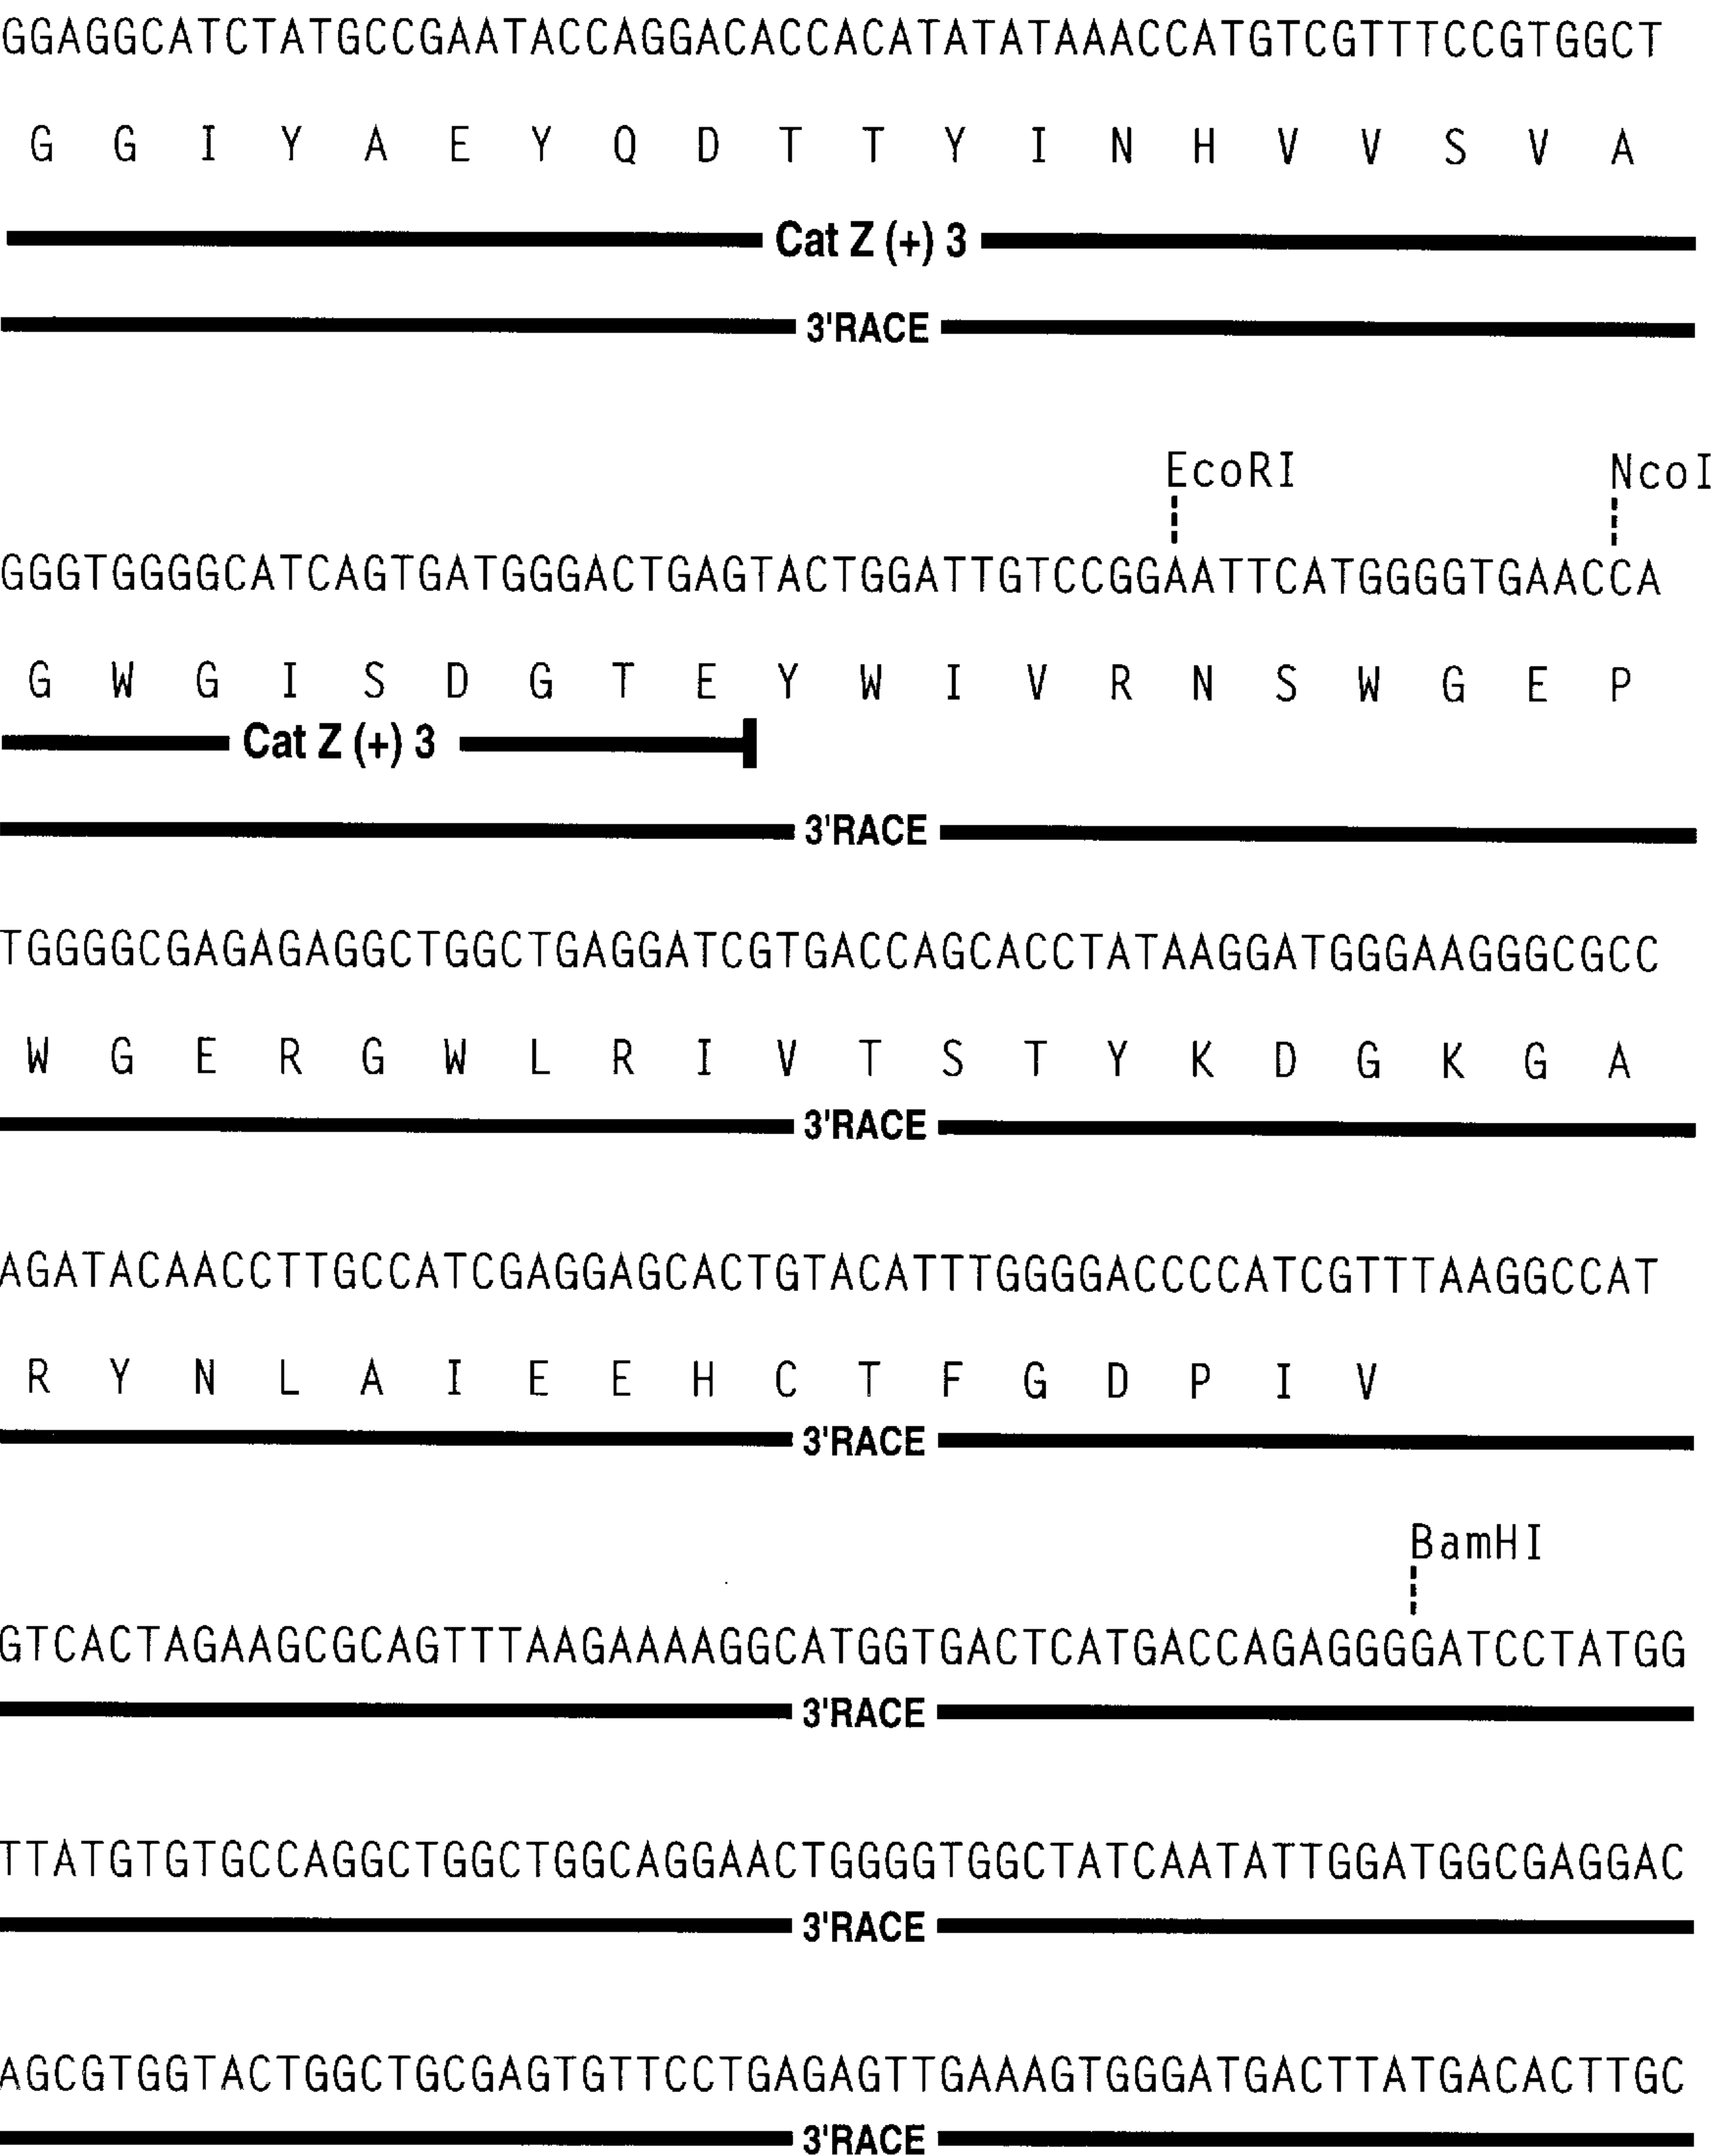 GGAGGCATCTATGCCGAATACCAGGACACCACATATATAAACCATGTCGTTTCCGTGGCT
G G I Y A E Y Q D T T Y I N H V V S V A
Cat Z (+) 3
3'RACE
EcoRI NcoI
GGGTGGGGCATCAGTGATGGGACTGAGTACTGGATTGTCCGGAATTCATGGGGTGAACCA
G W G I S D G T E Y W I V R N S W G E P
Cat Z (+) 3
3'RACE
TGGGGCGAGAGAGGCTGGCTGAGGATCGTGACCAGCACCTATAAGGATGGGAAGGGCGCC
W G E R G W L R I V T S T Y K D G K G A
3'RACE
AGATACAACCTTGCCATCGAGGAGCACTGTACATTTGGGGACCCCATCGTTTAAGGCCAT
R Y N L A I E E H C T F G D P I V
3'RACE
BamHI
GTCACTAGAAGCGCAGTTTAAGAAAAGGCATGGTGACTCATGACCAGAGGGGATCCTATGG
3'RACE
TTATGTGTGCCAGGCTGGCTGGCAGGAACTGGGGTGGCTATCAATATTGGATGGCGAGGAC
3'RACE
AGCGTGGTACTGGCTGCGAGTGTTCCTGAGAGTTGAAAGTGGGATGACTTATGACACTTGC
3'RACE